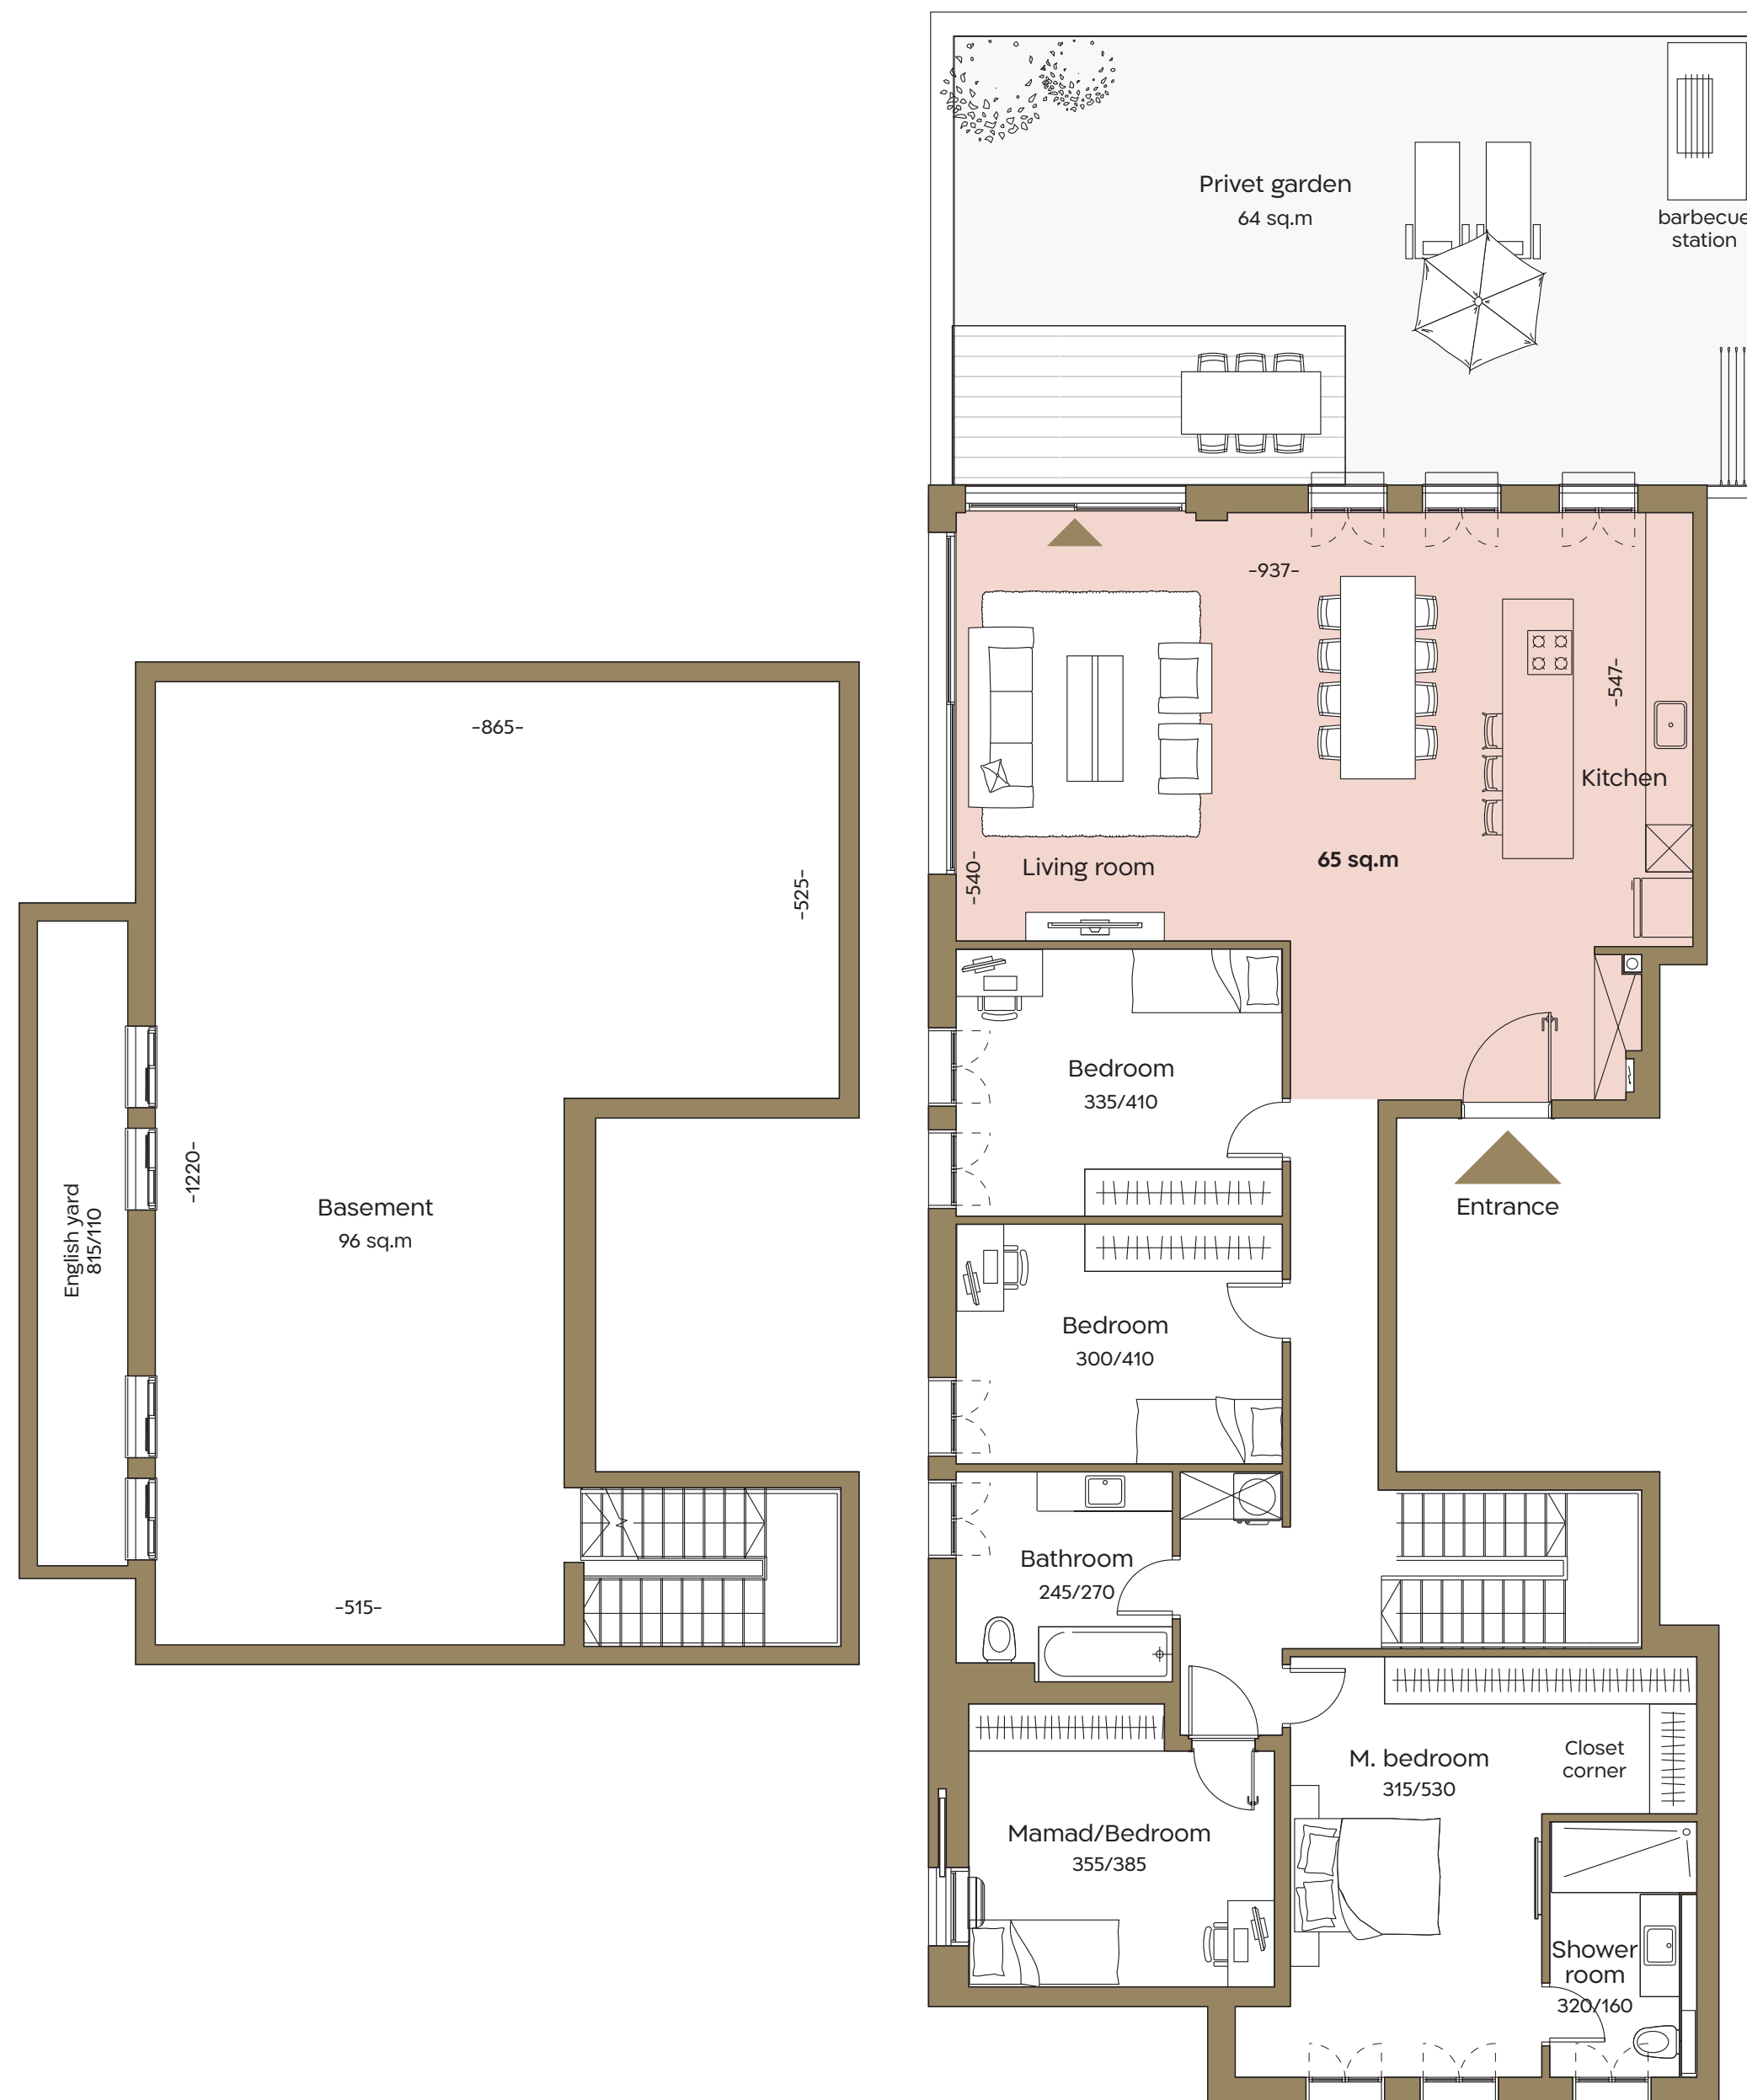 Privet garden
64 sq.m
barbecue
station
-937-
-547-
Kitchen
65 sq.m
-540-
Living room
-865-
-525-
Bedroom
335/410
-1220-
Basement
96 sq.m
English yard
815/110
Entrance
Bedroom
300/410
Bathroom
245/270
-515-
M. bedroom
315/530
Closet
corner
Mamad/Bedroom
355/385
Shower
room
320/160